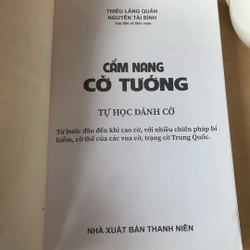 THIỀU LĂNG QUÂN
NGUYỄN TÀI BÌNH
Sưu tầm và Biên soạn
CẨM NANG
CỜ TƯỚNG
TỰ HỌC ĐÁNH CỜ
Từ bước đầu đến khi cao cờ, với nhiều chiến pháp bí
hiểm, cờ thế của các vua cờ, trạng cờ Trung Quốc.
NHÀ XUẤT BẢN THANH NIÊN